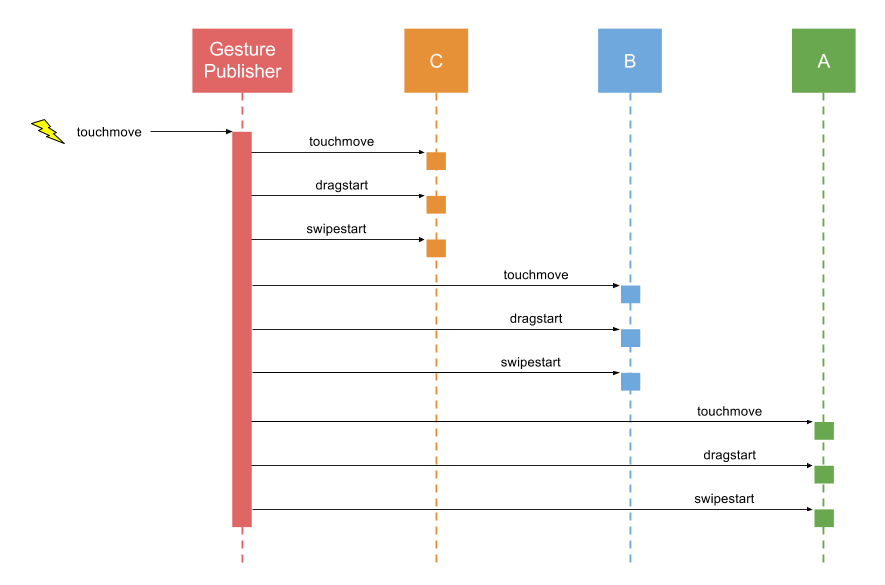 Gesture
Publisher
C
B
A
touchmove
touchmove
dragstart
swipestart
touchmove
dragstart
swipestart
touchmove
dragstart
swipestart